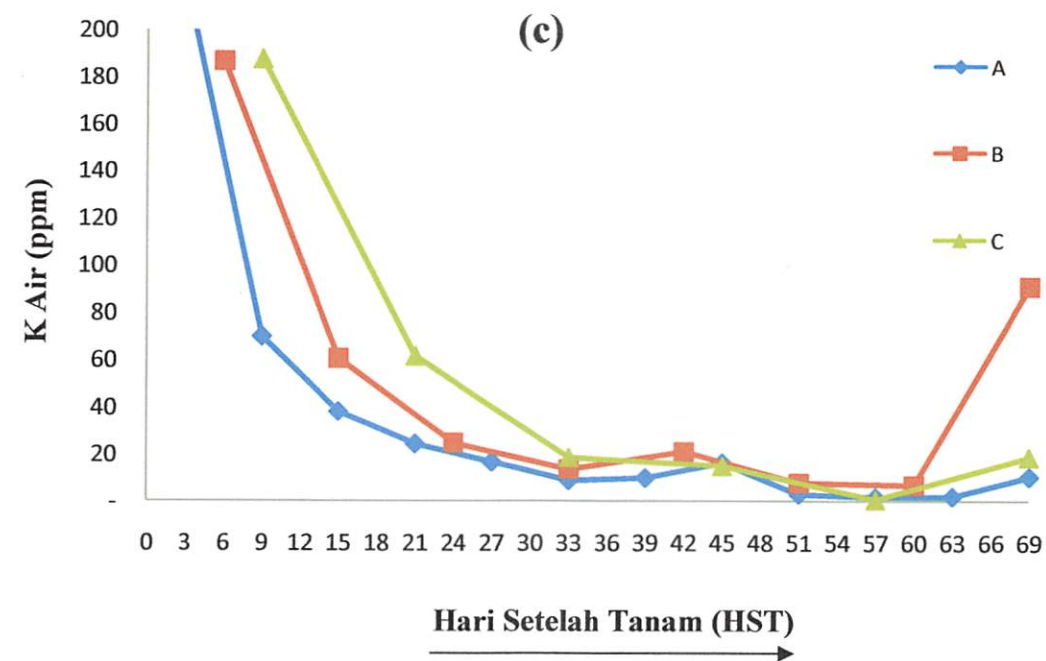 (c)
200
180
160
140
120
100
80
60
40
20
-
K Air (ppm)
A
B
C
0 3 6 9 12 15 18 21 24 27 30 33 36 39 42 45 48 51 54 57 60 63 66 69
Hari Setelah Tanam (HST)